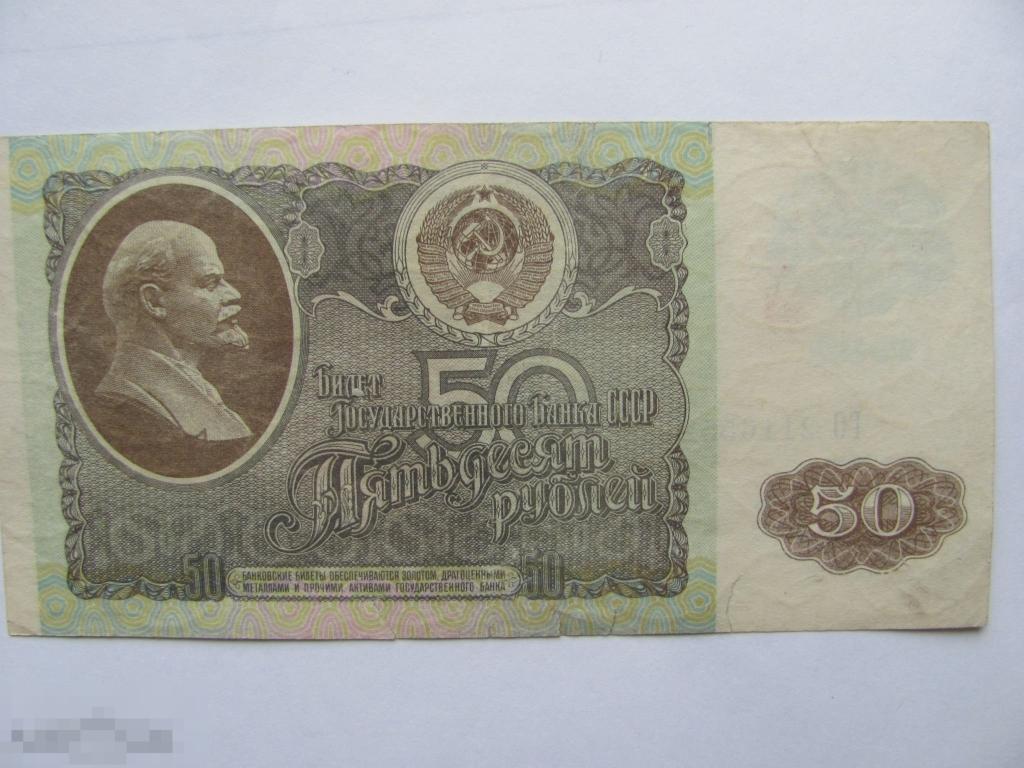 Билет
50
Государственного Банка СССР
Пятьдесят
рублей
50
50
БАНКОВСКИЕ БИЛЕТЫ ОБЕСПЕЧИВАЮТСЯ ЗОЛОТОМ, ДРАГОЦЕННЫМИ
МЕТАЛЛАМИ И ПРОЧИМИ АКТИВАМИ ГОСУДАРСТВЕННОГО БАНКА
50